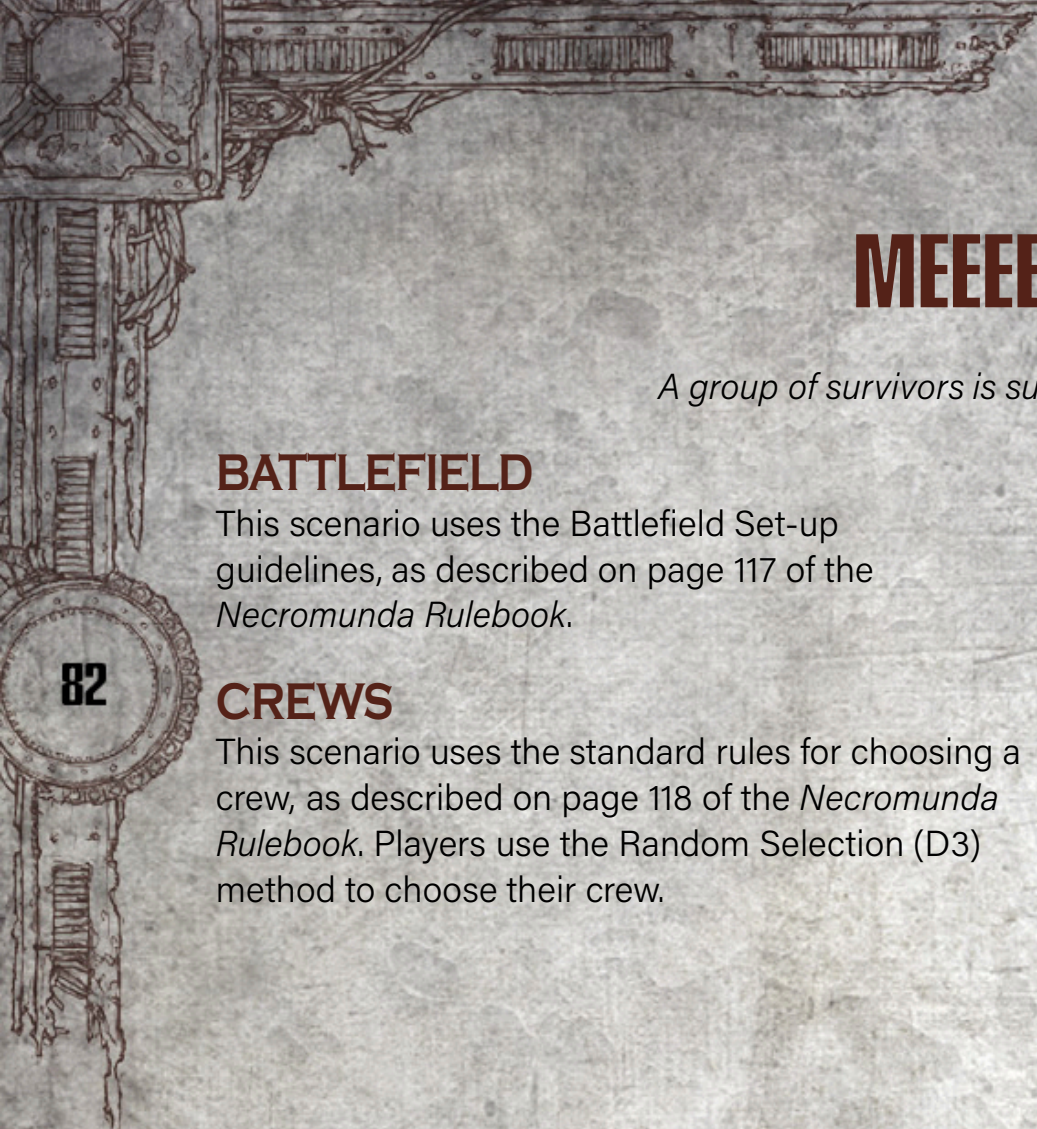 MEEEE
A group of survivors is su
BATTLEFIELD
This scenario uses the Battlefield Set-up
guidelines, as described on page 117 of the
Necromunda Rulebook.
82
CREWS
This scenario uses the standard rules for choosing a
crew, as described on page 118 of the Necromunda
Rulebook. Players use the Random Selection (D3)
method to choose their crew.